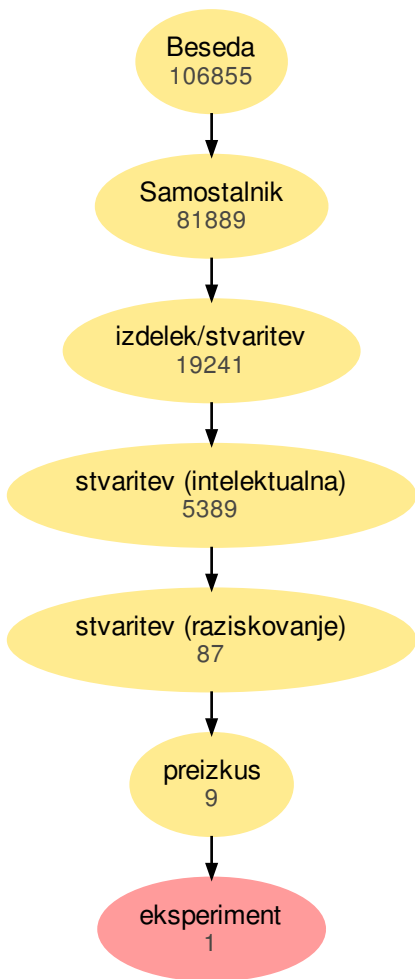 Beseda
106855
Samostalnik
81889
izdelek/stvaritev
19241
stvaritev (intelektualna)
5389
stvaritev (raziskovanje)
87
preizkus
9
eksperiment
1